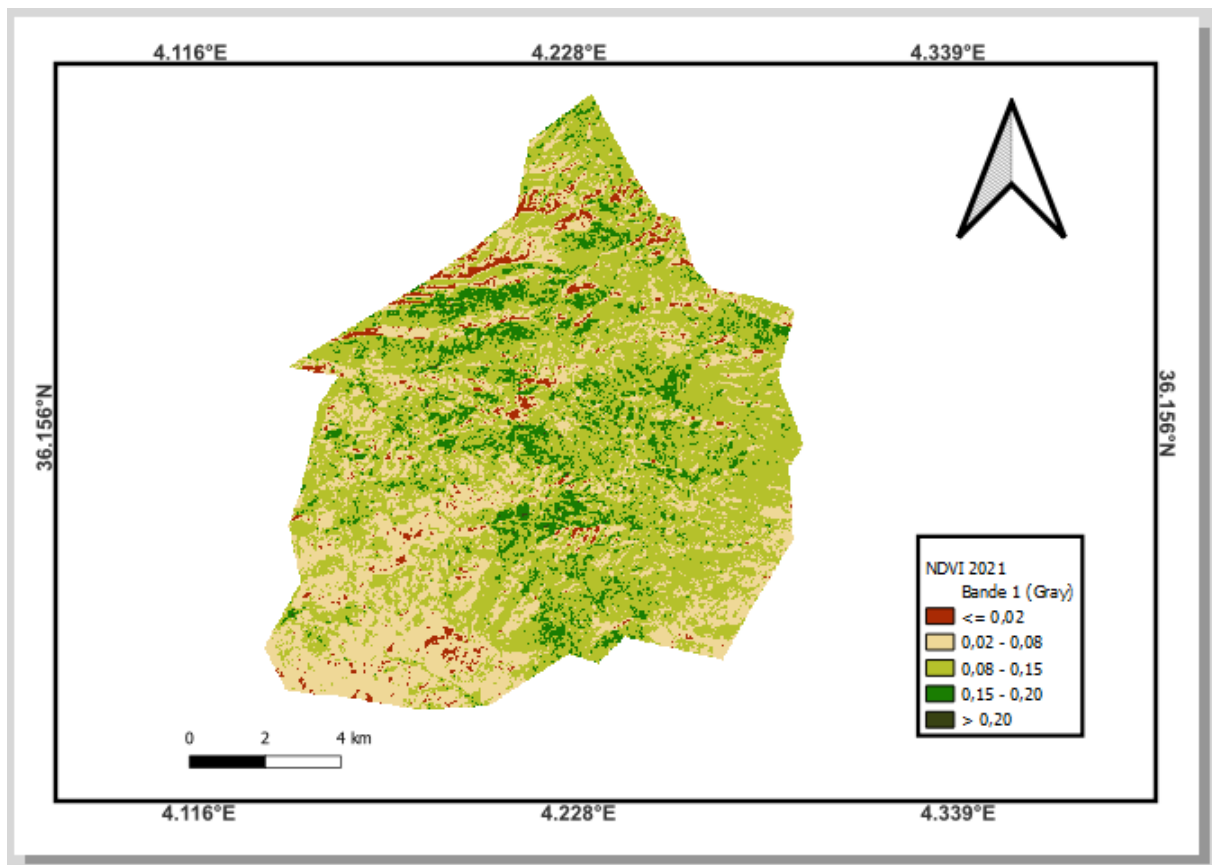 4.116°E 4.228°E 4.339°E
36.156°N
36.156°N
NDVI 2021
Bande 1 (Gray)
<= 0,02
0,02 - 0,08
0,08 - 0,15
0,15 - 0,20
> 0,20
0 2 4 km
4.116°E 4.228°E 4.339°E